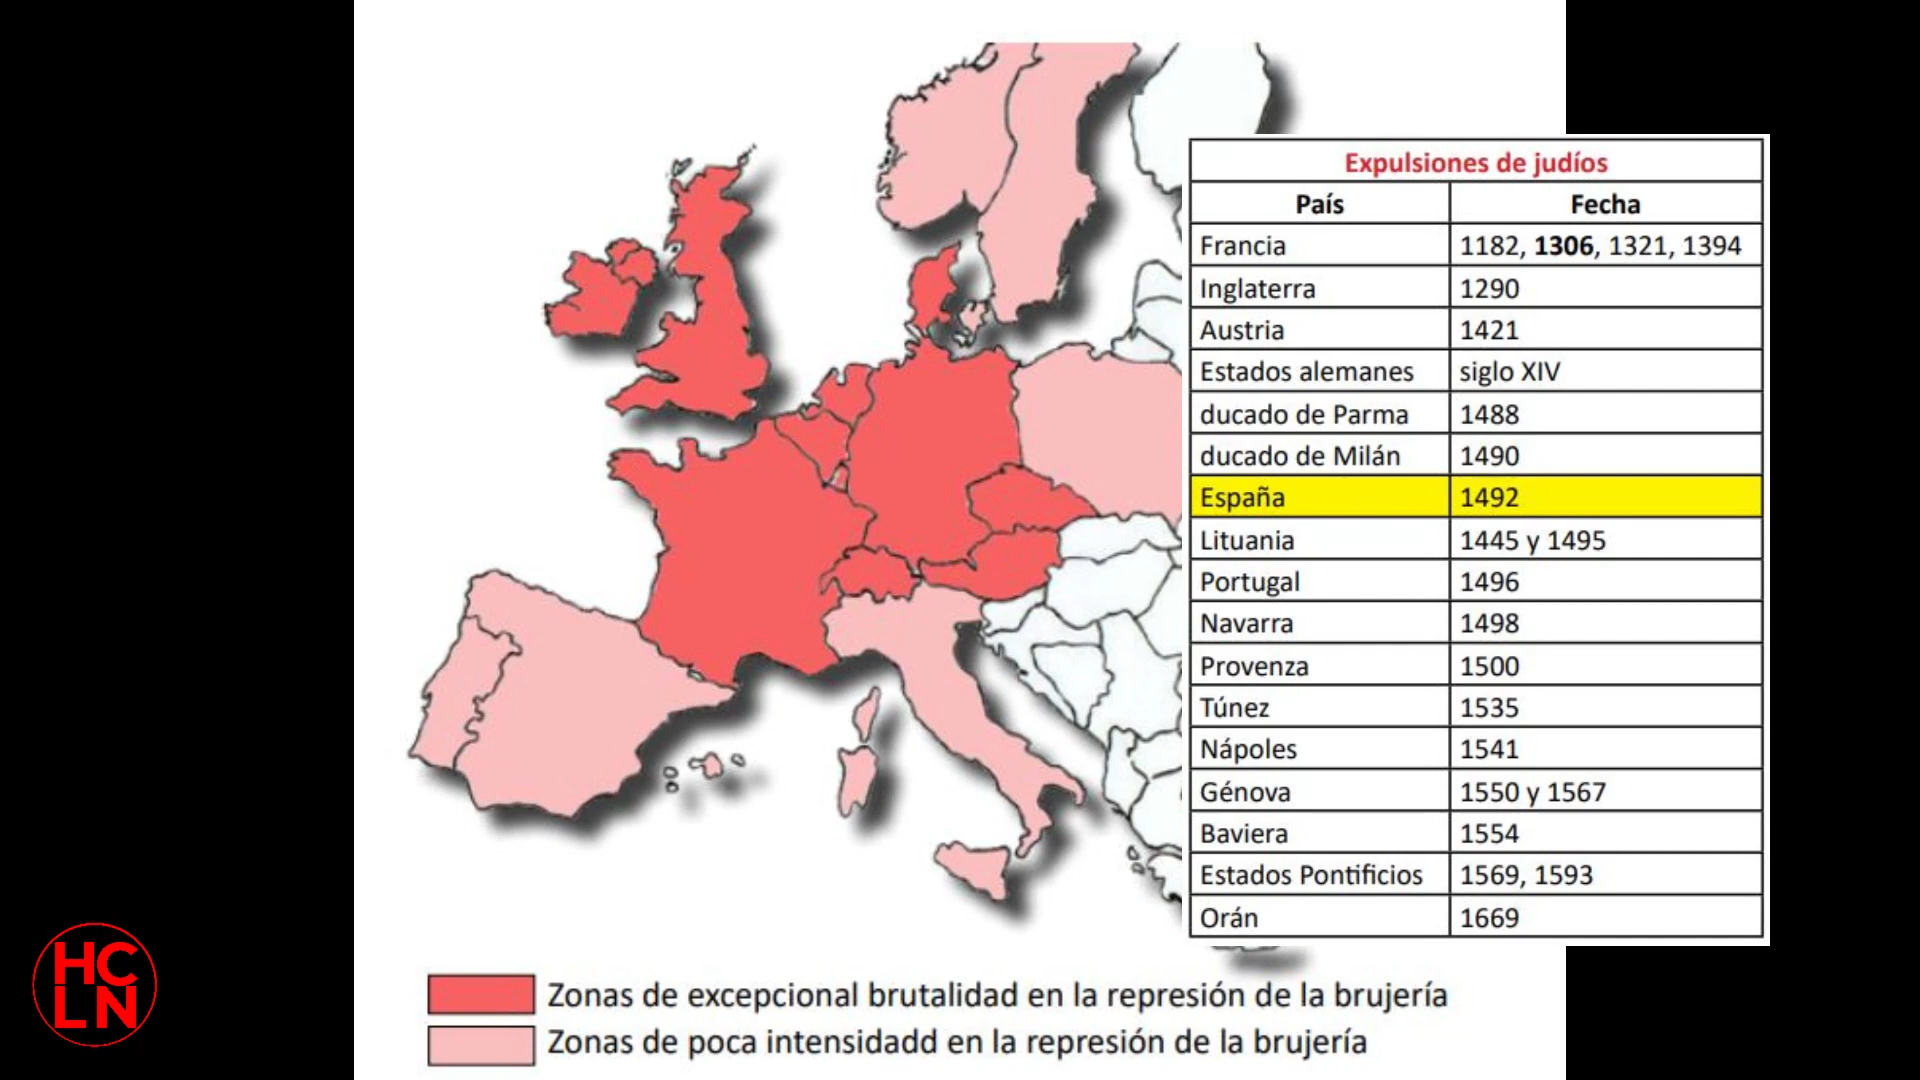 Expulsiones de judíos
País Fecha
Francia 1182, 1306, 1321, 1394
Inglaterra 1290
Austria 1421
Estados alemanes siglo XIV
ducado de Parma 1488
ducado de Milán 1490
España 1492
Lituania 1445 y 1495
Portugal 1496
Navarra 1498
Provenza 1500
Túnez 1535
Nápoles 1541
Génova 1550 y 1567
Baviera 1554
Estados Pontificios 1569, 1593
Orán 1669
HC
LN
Zonas de excepcional brutalidad en la represión de la brujería
Zonas de poca intensidadd en la represión de la brujería